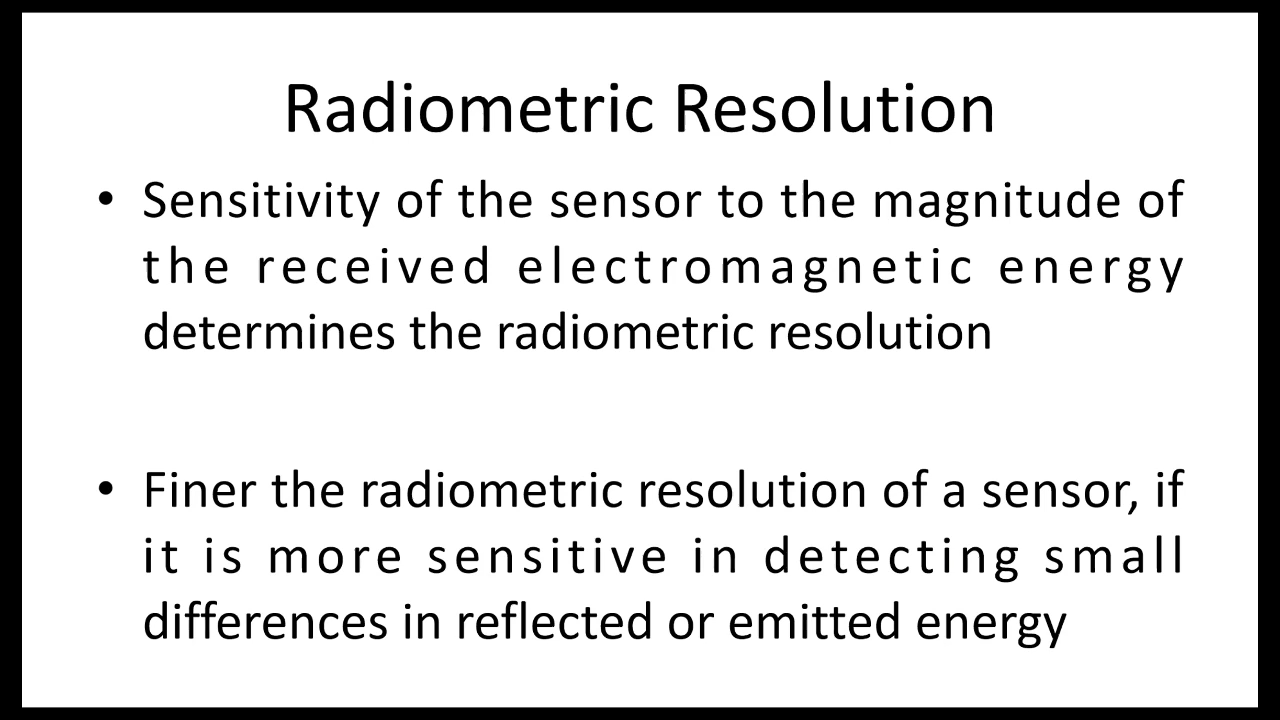 Radiometric Resolution
• Sensitivity of the sensor to the magnitude of
the received electromagnetic energy
determines the radiometric resolution
• Finer the radiometric resolution of a sensor, if
it is more sensitive in detecting small
differences in reflected or emitted energy